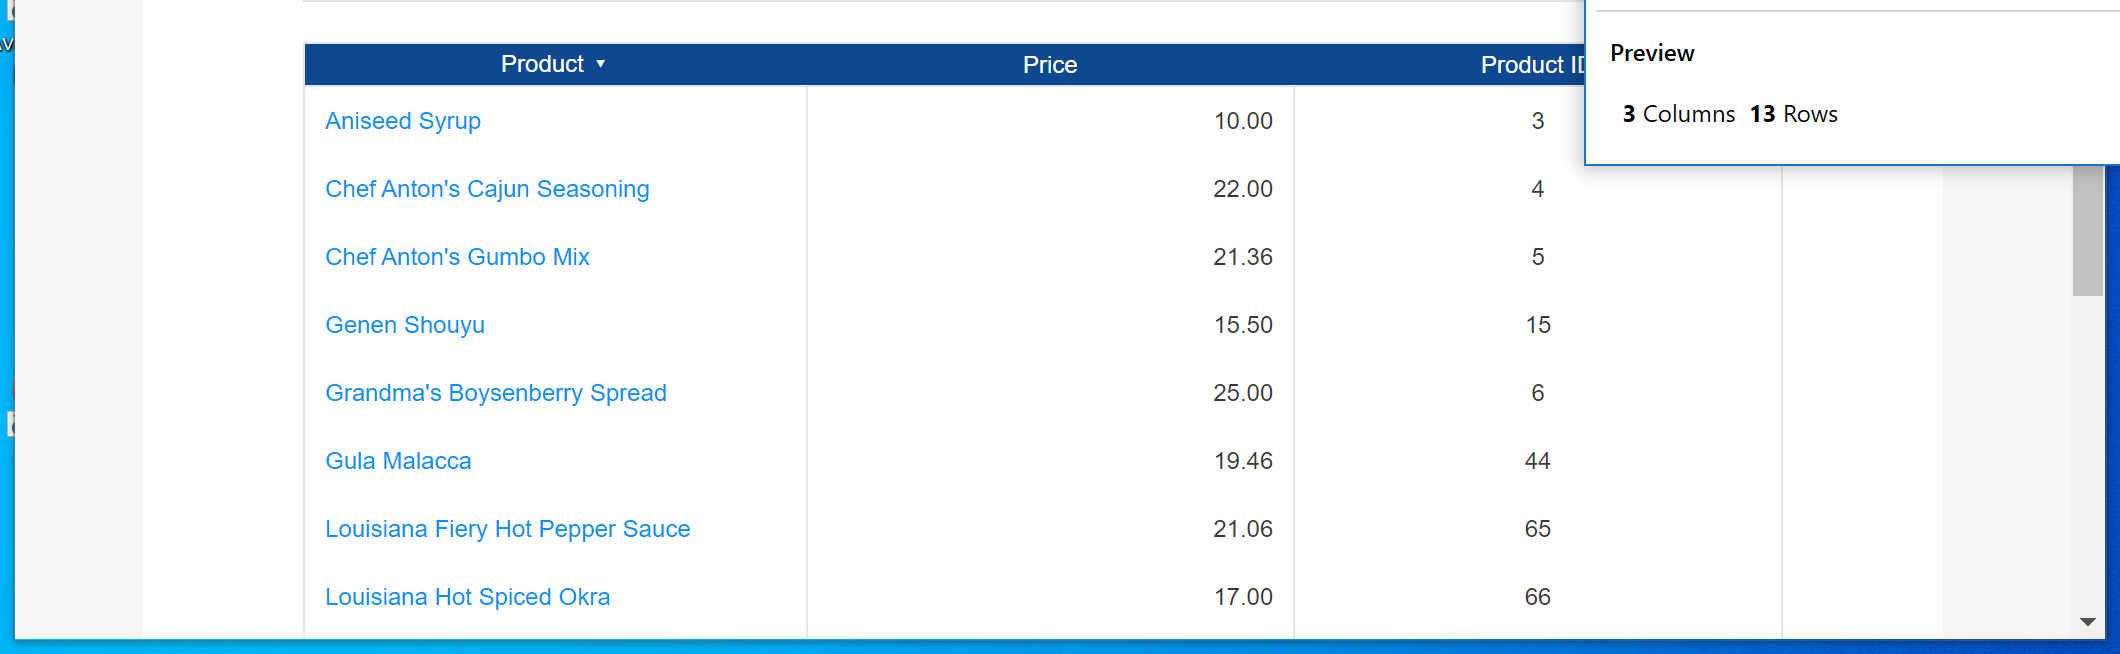 Product ▼ Price Product ID
Aniseed Syrup 10.00 3
Chef Anton's Cajun Seasoning 22.00 4
Chef Anton's Gumbo Mix 21.36 5
Genen Shouyu 15.50 15
Grandma's Boysenberry Spread 25.00 6
Gula Malacca 19.46 44
Louisiana Fiery Hot Pepper Sauce 21.06 65
Louisiana Hot Spiced Okra 17.00 66
Preview
3 Columns 13 Rows